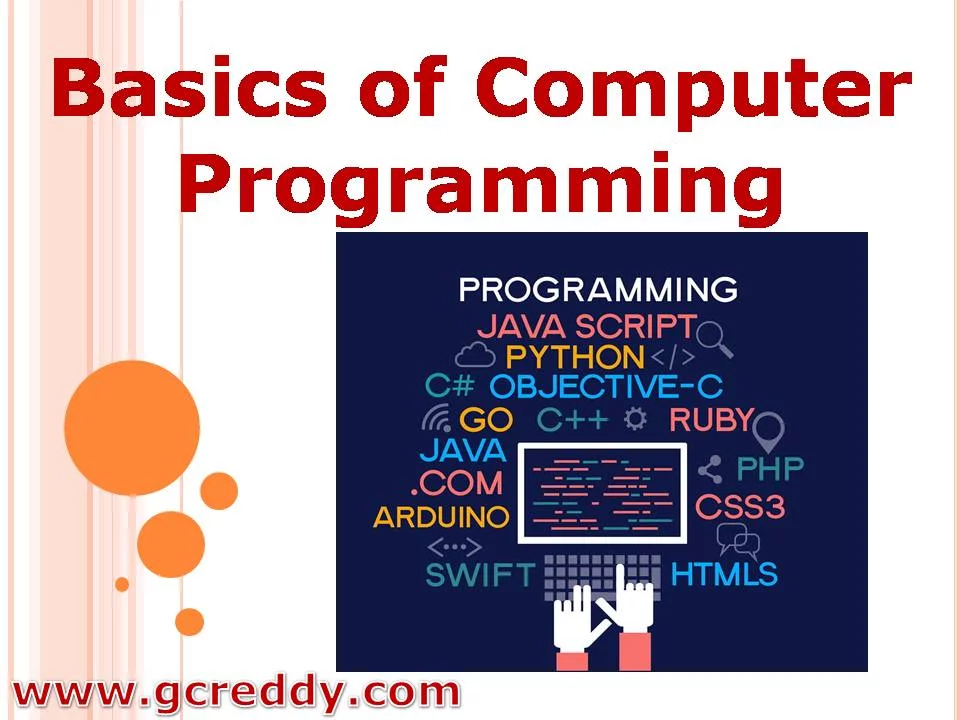 Basics of Computer
Programming
PROGRAMMING
JAVA SCRIPT
PYTHON </>
C# OBJECTIVE-C
GO C++ RUBY
JAVA
PHP
.COM
CSS3
ARDUINO
<...>
SWIFT HTMLS
www.gcreddy.com